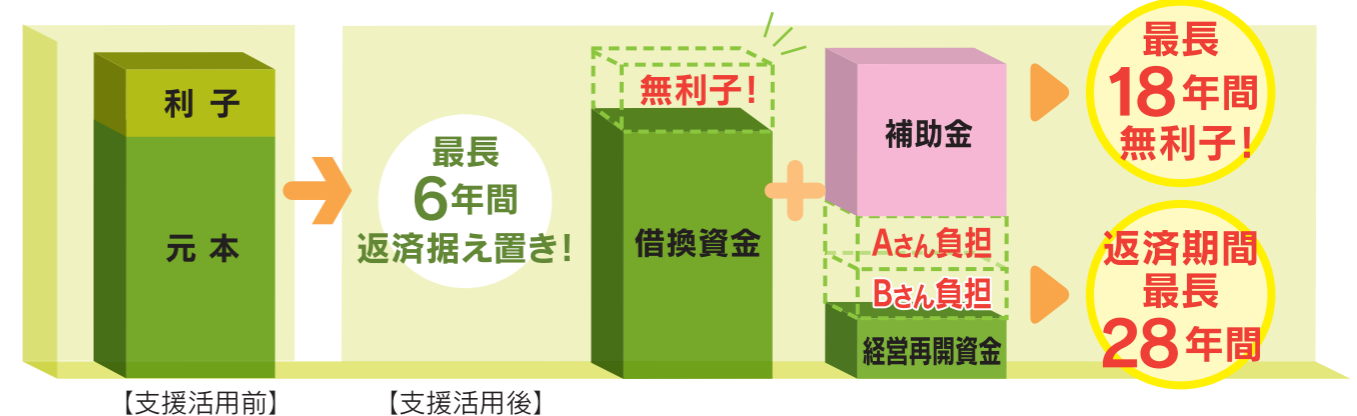 利子
元本
最長
6年間
返済据え置き!
無利子!
借換資金
補助金
Aさん負担
Bさん負担
経営再開資金
最長
18年間
無利子!
返済期間
最長
28年間
【支援活用前】
【支援活用後】